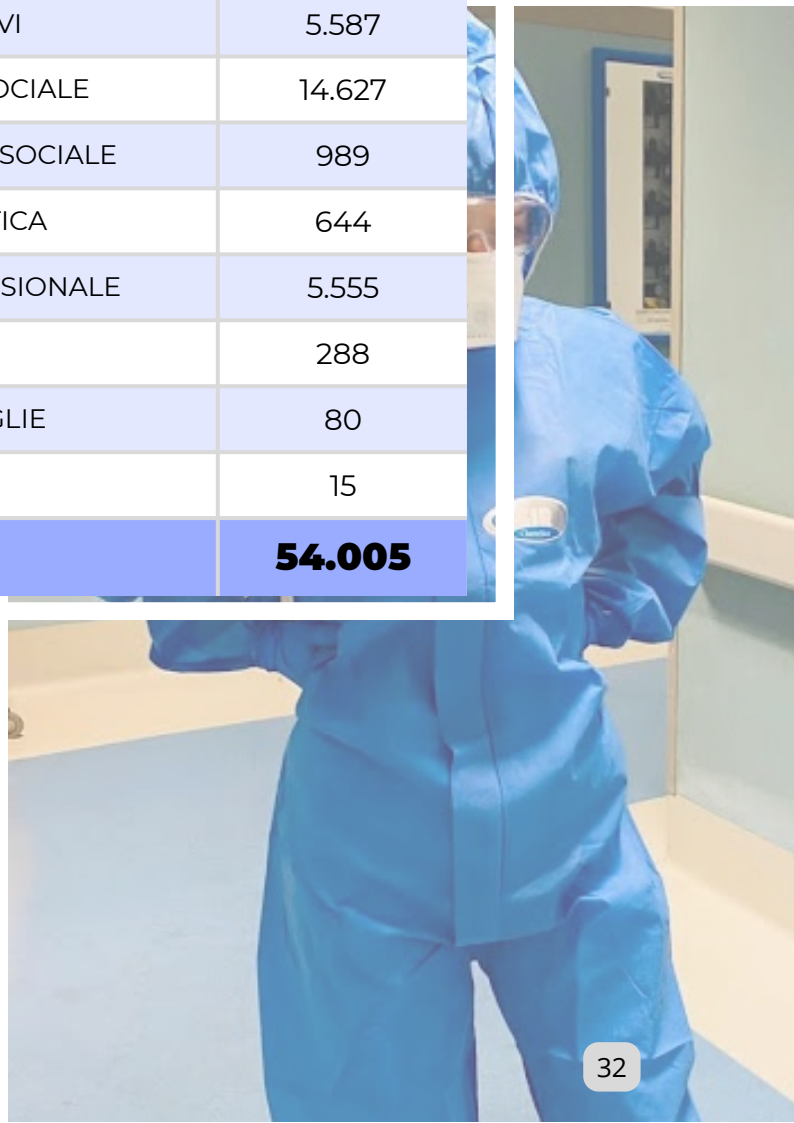 VI 5.587
OCIALE 14.627
SOCIALE 989
TICA 644
SIONALE 5.555
288
GLIE 80
15
54.005
32